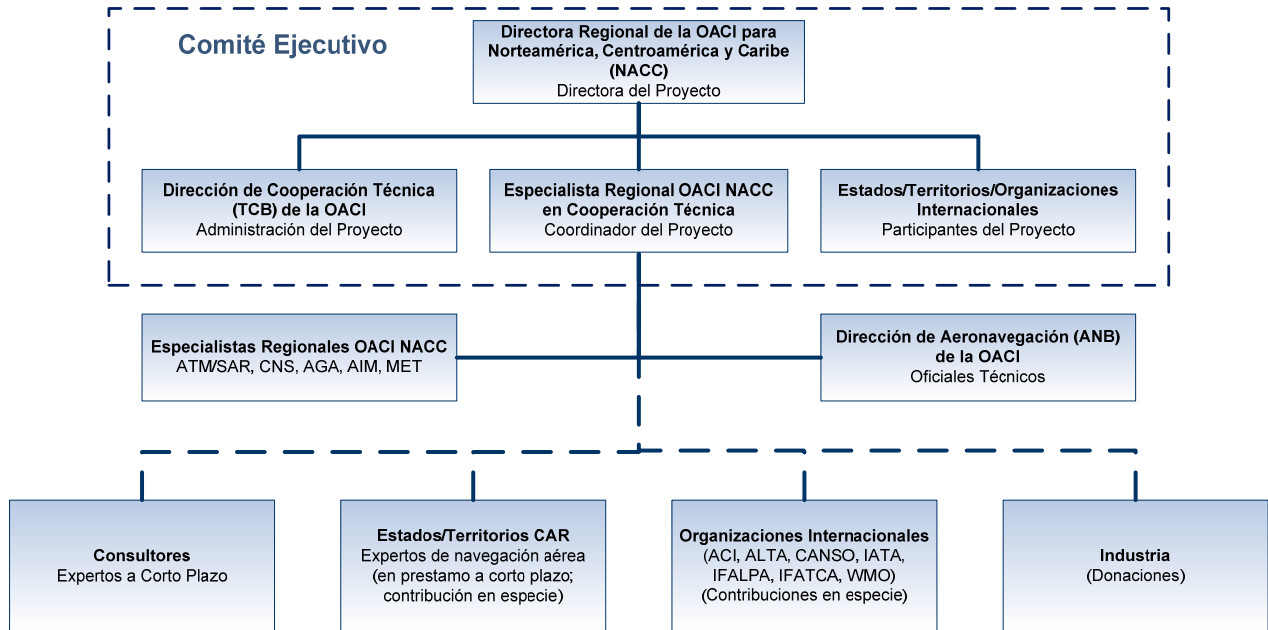 Comité Ejecutivo
Directora Regional de la OACI para
Norteamérica, Centroamérica y Caribe
(NACC)
Directora del Proyecto
Dirección de Cooperación Técnica
(TCB) de la OACI
Administración del Proyecto
Especialista Regional OACI NACC
en Cooperación Técnica
Coordinador del Proyecto
Estados/Territorios/Organizaciones
Internacionales
Participantes del Proyecto
Especialistas Regionales OACI NACC
ATM/SAR, CNS, AGA, AIM, MET
Dirección de Aeronavegación (ANB)
de la OACI
Oficiales Técnicos
Consultores
Expertos a Corto Plazo
Estados/Territorios CAR
Expertos de navegación aérea
(en prestamo a corto plazo;
contribución en especie)
Organizaciones Internacionales
(ACI, ALTA, CANSO, IATA,
IFALPA, IFATCA, WMO)
(Contribuciones en especie)
Industria
(Donaciones)